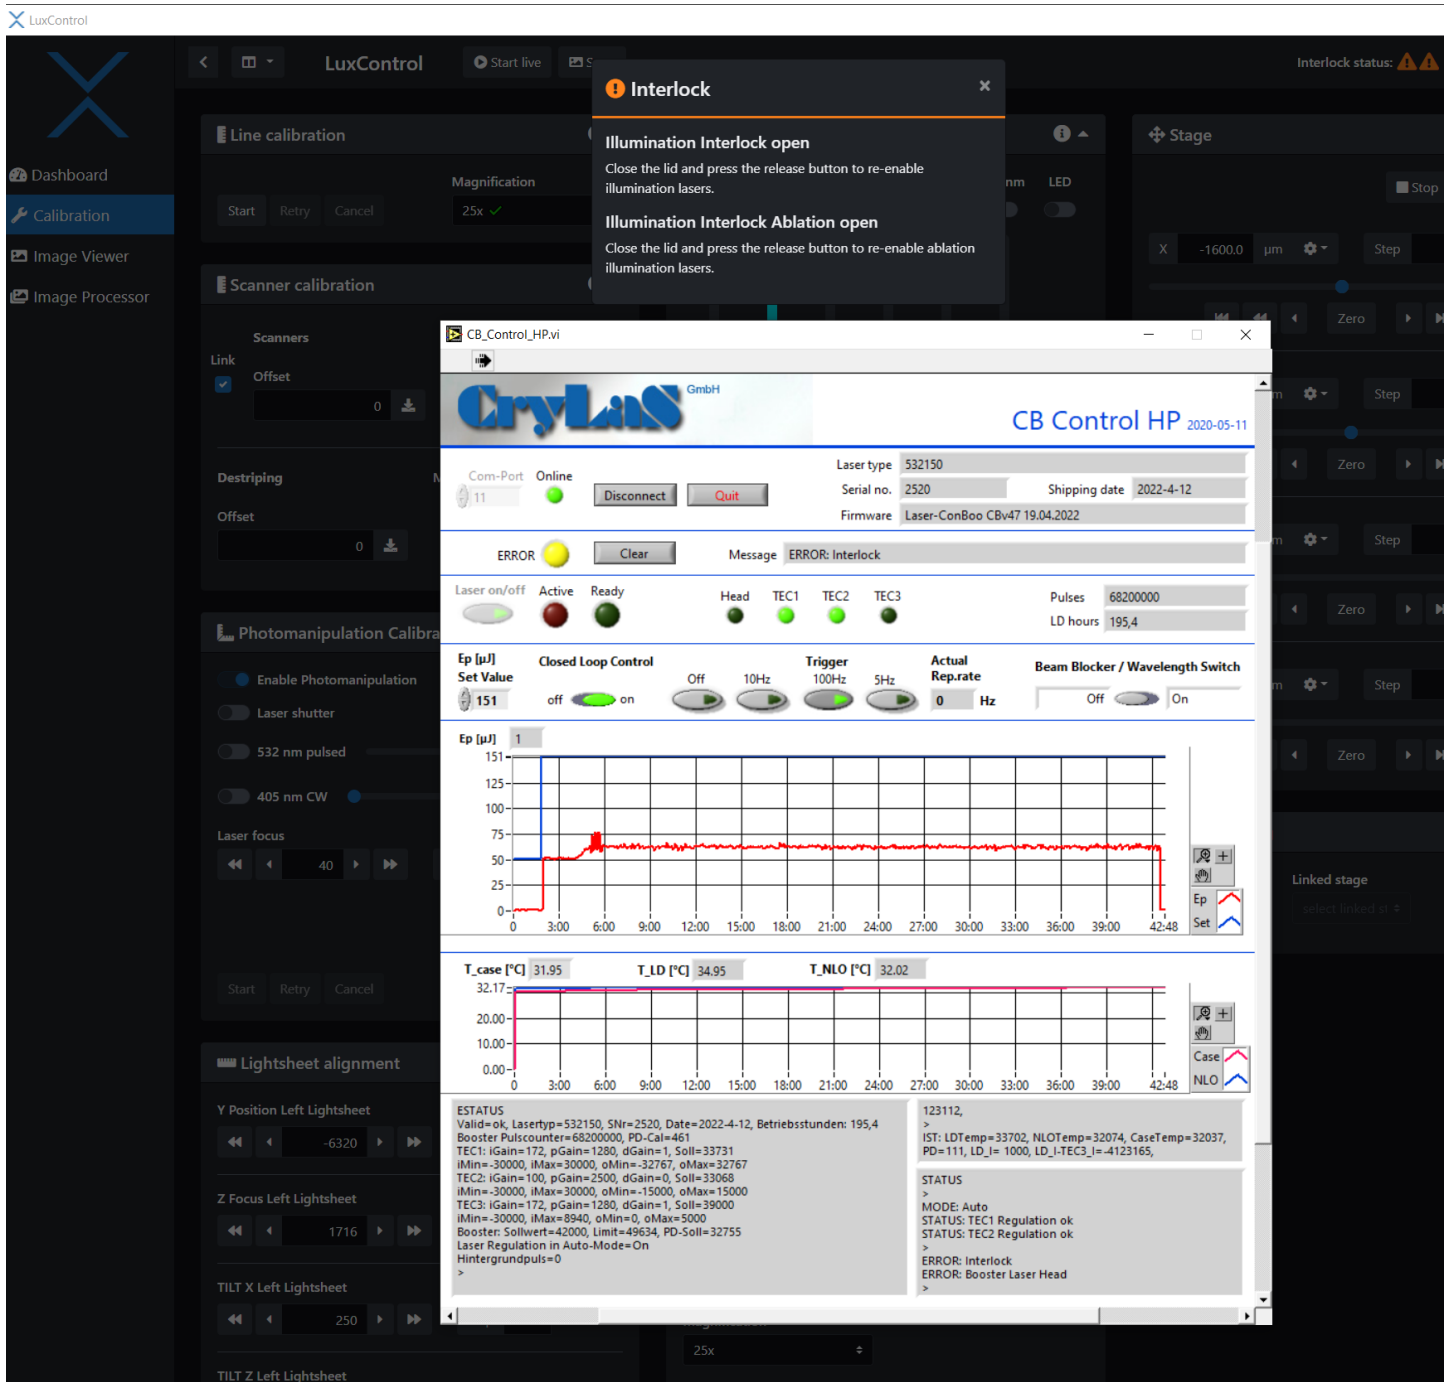 LuxControl
LuxControl
Start live
Interlock status:
Dashboard
Calibration
Image Viewer
Image Processor
Line calibration
Magnification
Start
Retry
Cancel
25x
Interlock
Illumination Interlock open
Close the lid and press the release button to re-enable
illumination lasers.
Illumination Interlock Ablation open
Close the lid and press the release button to re-enable ablation
illumination lasers.
nm
LED
Stage
Stop
X
-1600.0
µm
Step
Zero
m
Step
Zero
m
Step
Zero
m
Step
Zero
Linked stage
select linked st
Scanner calibration
Scanners
Link
Offset
0
Destriping
M
Offset
0
Photomanipulation Calibra
Enable Photomanipulation
Laser shutter
532 nm pulsed
405 nm CW
Laser focus
40
Start
Retry
Cancel
Lightsheet alignment
Y Position Left Lightsheet
-6320
Z Focus Left Lightsheet
1716
TILT X Left Lightsheet
250
TILT Z Left Lightsheet
25x
CB_Control_HP.vi
CryLaS GmbH
CB Control HP 2020-05-11
Com-Port
Online
11
Disconnect
Quit
Laser type 532150
Serial no. 2520
Shipping date 2022-4-12
Firmware Laser-ConBoo CBv47 19.04.2022
ERROR
Clear
Message ERROR: Interlock
Laser on/off
Active
Ready
Head
TEC1
TEC2
TEC3
Pulses 68200000
LD hours 195,4
Ep [µJ]
Set Value
151
Closed Loop Control
off
on
Trigger
Off
10Hz
100Hz
5Hz
Actual
Rep.rate
0 Hz
Beam Blocker / Wavelength Switch
Off
On
Ep [µJ] 1
151
125
100
75
50
25
0
0 3:00 6:00 9:00 12:00 15:00 18:00 21:00 24:00 27:00 30:00 33:00 36:00 39:00 42:48
Ep
Set
T_case [°C] 31.95
T_LD [°C] 34.95
T_NLO [°C] 32.02
32.17
20.00
10.00
0.00
0 3:00 6:00 9:00 12:00 15:00 18:00 21:00 24:00 27:00 30:00 33:00 36:00 39:00 42:48
Case
NLO
ESTATUS
Valid=ok, Lasertyp=532150, SNr=2520, Date=2022-4-12, Betriebsstunden: 195,4
Booster Pulscounter=68200000, PD-Cal=461
TEC1: iGain=172, pGain=1280, dGain=1, Soll=33731
iMin=-30000, iMax=30000, oMin=-32767, oMax=32767
TEC2: iGain=100, pGain=2500, dGain=0, Soll=33068
iMin=-30000, iMax=30000, oMin=-15000, oMax=15000
TEC3: iGain=172, pGain=1280, dGain=1, Soll=39000
iMin=-30000, iMax=8940, oMin=0, oMax=5000
Booster: Sollwert=42000, Limit=49634, PD-Soll=32755
Laser Regulation in Auto-Mode=On
Hintergrundpuls=0
>
123112,
>
IST: LDTemp=33702, NLOTemp=32074, CaseTemp=32037,
PD=111, LD_I= 1000, LD_I-TEC3_I=-4123165,
STATUS
>
MODE: Auto
STATUS: TEC1 Regulation ok
STATUS: TEC2 Regulation ok
>
ERROR: Interlock
ERROR: Booster Laser Head
>